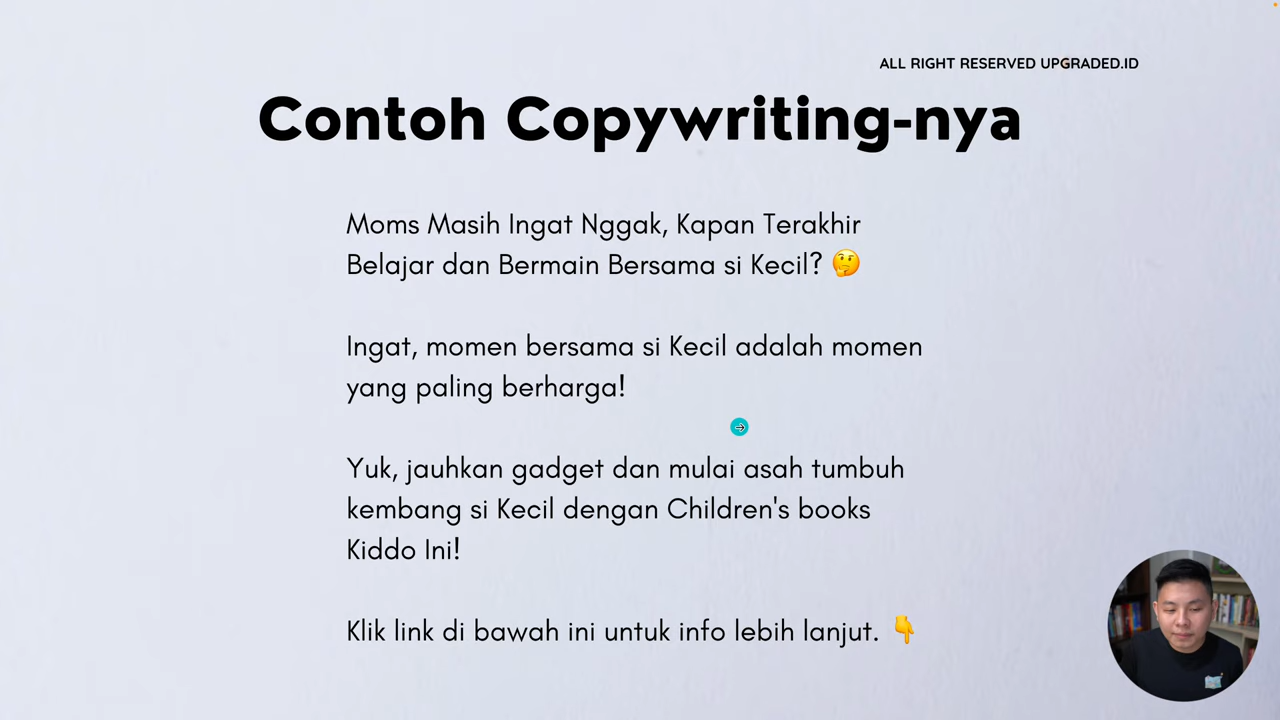 ALL RIGHT RESERVED UPGRADED.ID
Contoh Copywriting-nya
Moms Masih Ingat Nggak, Kapan Terakhir
Belajar dan Bermain Bersama si Kecil? 🤔
Ingat, momen bersama si Kecil adalah momen
yang paling berharga!
Yuk, jauhkan gadget dan mulai asah tumbuh
kembang si Kecil dengan Children's books
Kiddo Ini!
Klik link di bawah ini untuk info lebih lanjut. 👇